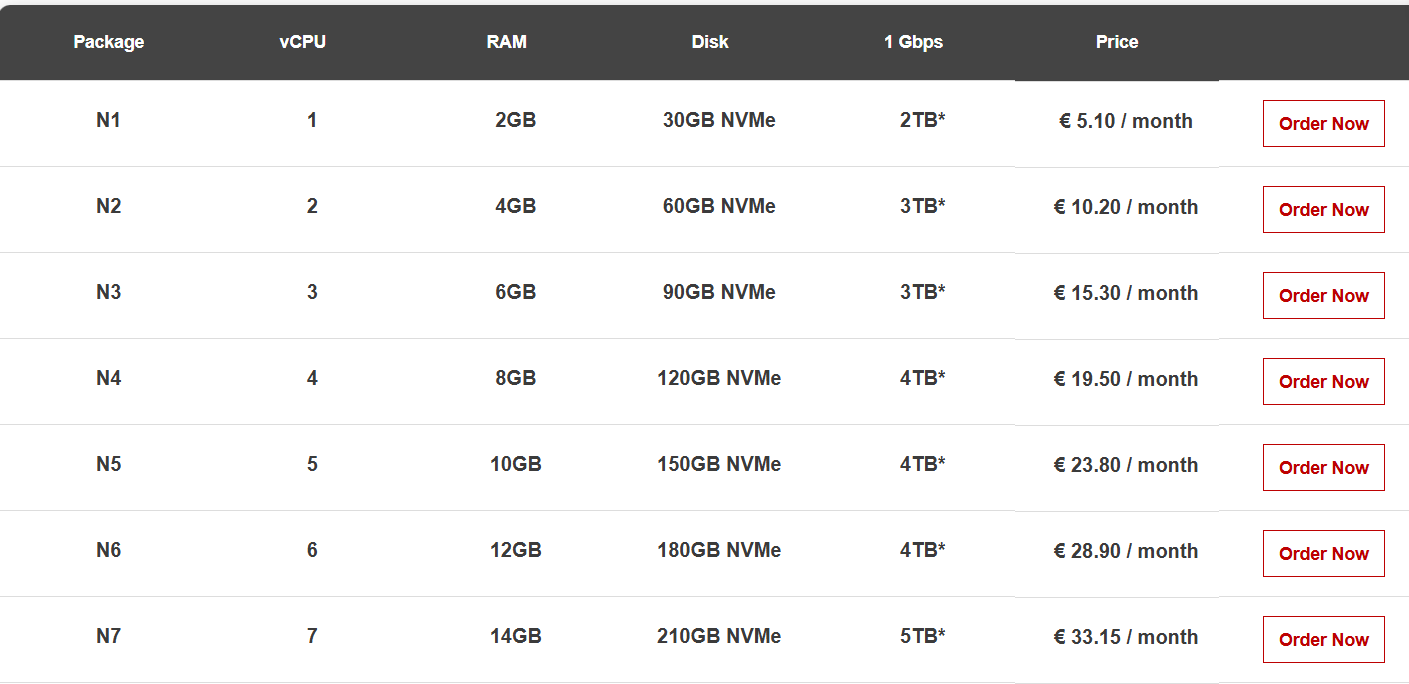 Package vCPU RAM Disk 1 Gbps Price
N1 1 2GB 30GB NVMe 2TB* € 5.10 / month Order Now
N2 2 4GB 60GB NVMe 3TB* € 10.20 / month Order Now
N3 3 6GB 90GB NVMe 3TB* € 15.30 / month Order Now
N4 4 8GB 120GB NVMe 4TB* € 19.50 / month Order Now
N5 5 10GB 150GB NVMe 4TB* € 23.80 / month Order Now
N6 6 12GB 180GB NVMe 4TB* € 28.90 / month Order Now
N7 7 14GB 210GB NVMe 5TB* € 33.15 / month Order Now